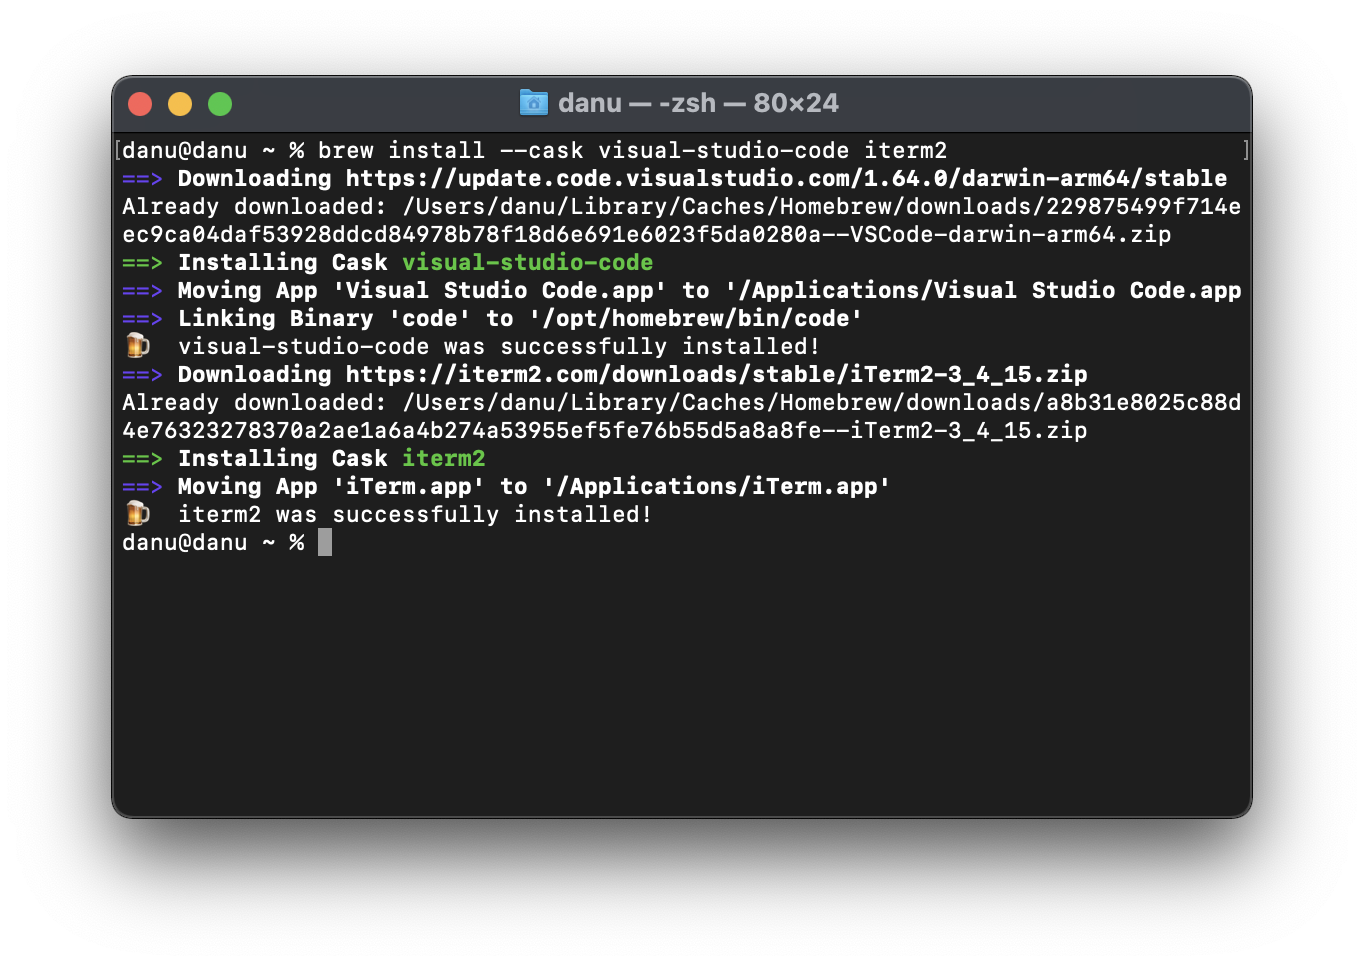 danu — -zsh — 80×24
[danu@danu ~ % brew install --cask visual-studio-code iterm2 ]
==> Downloading https://update.code.visualstudio.com/1.64.0/darwin-arm64/stable
Already downloaded: /Users/danu/Library/Caches/Homebrew/downloads/229875499f714e
ec9ca04daf53928ddcd84978b78f18d6e691e6023f5da0280a--VSCode-darwin-arm64.zip
==> Installing Cask visual-studio-code
==> Moving App 'Visual Studio Code.app' to '/Applications/Visual Studio Code.app
==> Linking Binary 'code' to '/opt/homebrew/bin/code'
🍺 visual-studio-code was successfully installed!
==> Downloading https://iterm2.com/downloads/stable/iTerm2-3_4_15.zip
Already downloaded: /Users/danu/Library/Caches/Homebrew/downloads/a8b31e8025c88d
4e76323278370a2ae1a6a4b274a53955ef5fe76b55d5a8a8fe--iTerm2-3_4_15.zip
==> Installing Cask iterm2
==> Moving App 'iTerm.app' to '/Applications/iTerm.app'
🍺 iterm2 was successfully installed!
danu@danu ~ %